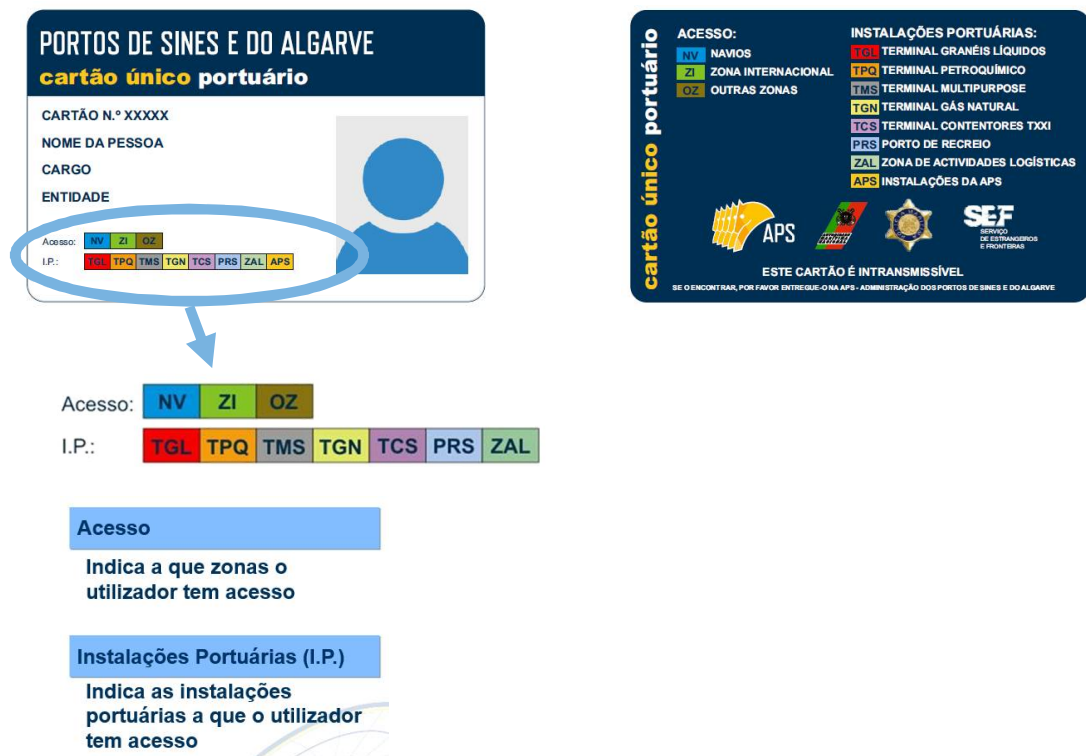 PORTOS DE SINES E DO ALGARVE
cartão único portuário
CARTÃO N.º XXXXX
NOME DA PESSOA
CARGO
ENTIDADE
Acesso: NV ZI OZ
I.P.: TGL TPQ TMS TGN TCS PRS ZAL APS
cartão único portuário
ACESSO:
NV NAVIOS
ZI ZONA INTERNACIONAL
OZ OUTRAS ZONAS
INSTALAÇÕES PORTUÁRIAS:
TGL TERMINAL GRANÉIS LÍQUIDOS
TPQ TERMINAL PETROQUÍMICO
TMS TERMINAL MULTIPURPOSE
TGN TERMINAL GÁS NATURAL
TCS TERMINAL CONTENTORES TXXI
PRS PORTO DE RECREIO
ZAL ZONA DE ACTIVIDADES LOGÍSTICAS
APS INSTALAÇÕES DA APS
APS
SEF
SERVIÇO
DE ESTRANGEIROS
E FRONTEIRAS
ESTE CARTÃO É INTRANSMISSÍVEL
SE O ENCONTRAR, POR FAVOR ENTREGUE-O NA APS - ADMINISTRAÇÃO DOS PORTOS DE SINES E DO ALGARVE
Acesso: NV ZI OZ
I.P.: TGL TPQ TMS TGN TCS PRS ZAL
Acesso
Indica a que zonas o
utilizador tem acesso
Instalações Portuárias (I.P.)
Indica as instalações
portuárias a que o utilizador
tem acesso